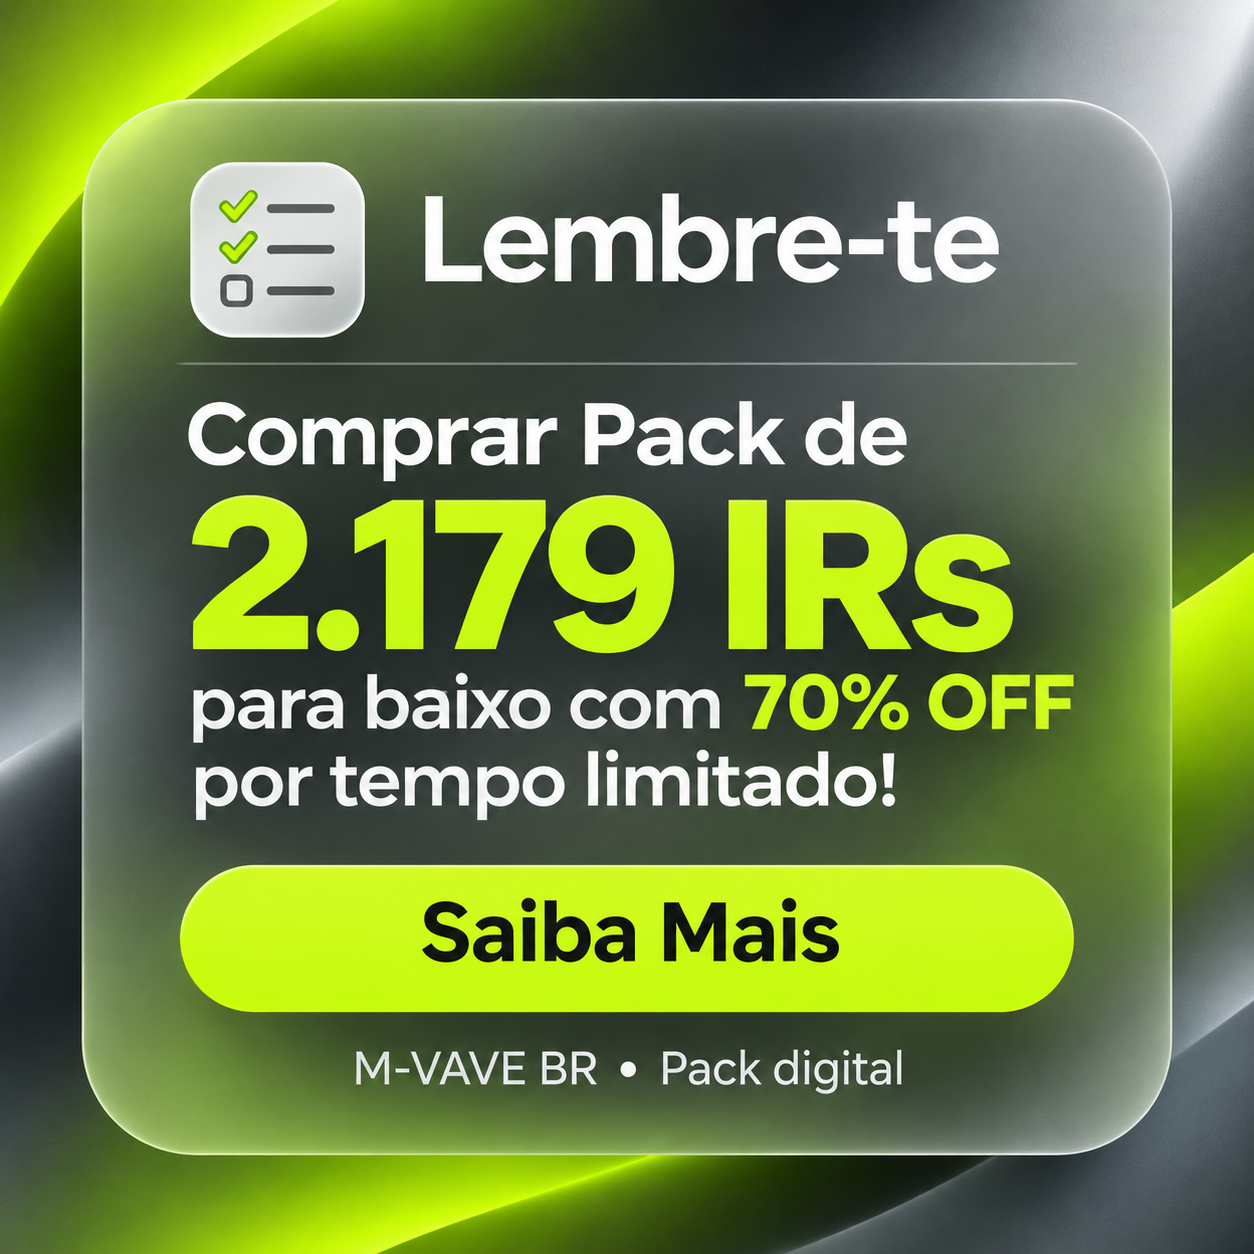 Lembre-te
Comprar Pack de
2.179 IRs
para baixo com 70% OFF
por tempo limitado!
Saiba Mais
M-VAVE BR • Pack digital